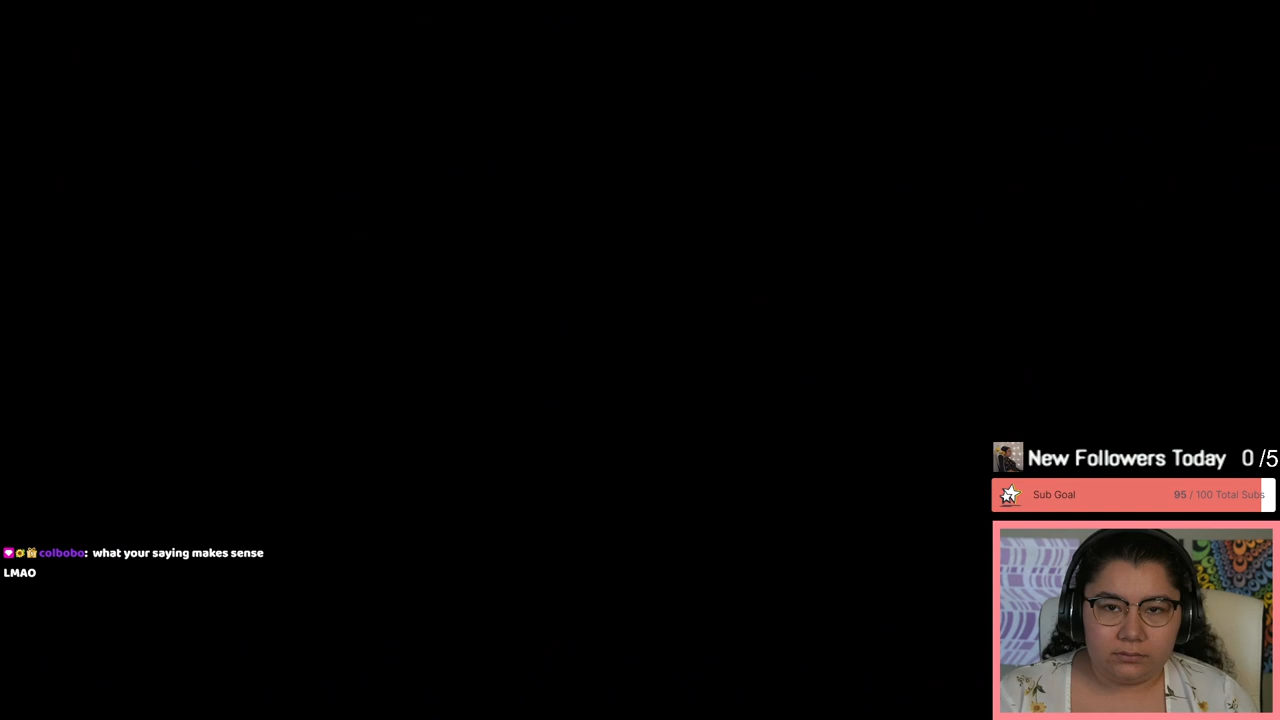 New Followers Today 0 /5
Sub Goal 95 / 100 Total Subs
colbobo: what your saying makes sense
LMAO